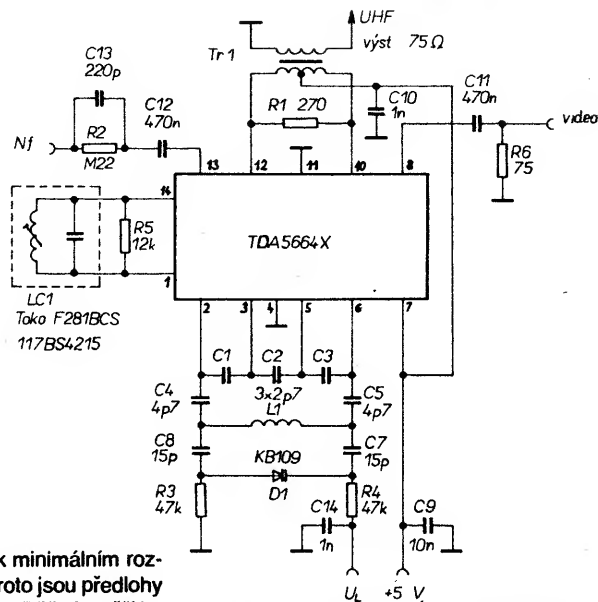 UHF
výst 75Ω
Tr1
C13
220p
C12
470n
R1 270
C10
1n
C11
470n
video
Nf
R2
M22
R6
75
13
12
11
10
8
14
R5
12k
TDA5664X
1
LC1
Toko F281BCS
117BS4215
2
3
4
5
6
7
C1
C2
C3
3x2p7
C4
4p7
L1
C5
4p7
C8
15p
KB109
D1
C7
15p
R3
47k
R4
47k
C14
1n
C9
10n
UL
+5 V
k minimálním roz-
roto jsou předlohy